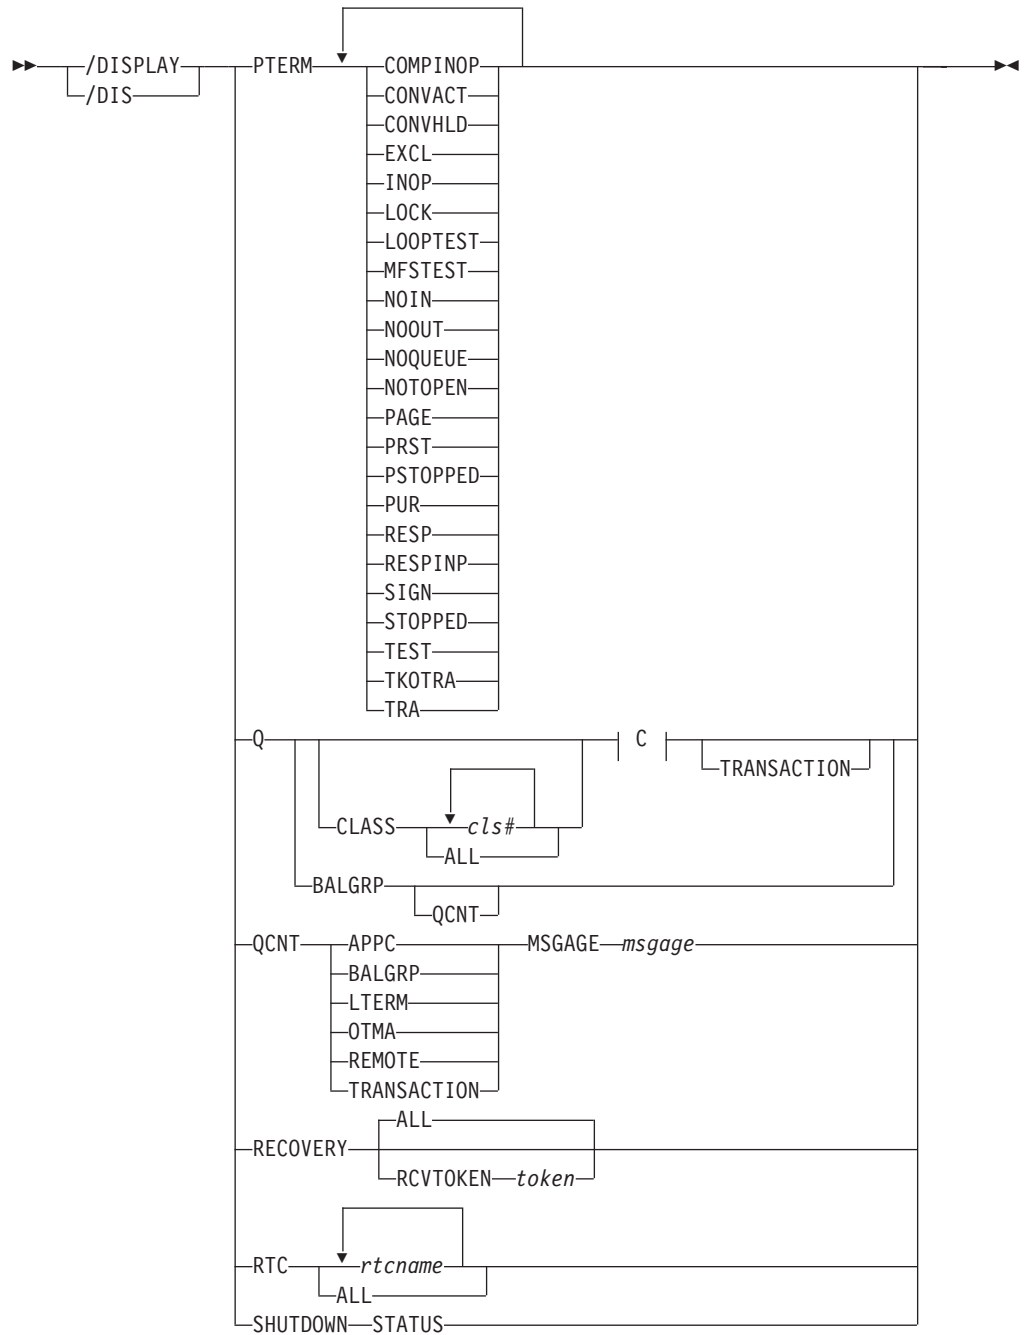 /DISPLAY PTERM COMPINOP
/DIS CONVACT
CONVHLD
EXCL
INOP
LOCK
LOOPTEST
MFSTEST
NOIN
NOOUT
NOQUEUE
NOTOPEN
PAGE
PRST
PSTOPPED
PUR
RESP
RESPINP
SIGN
STOPPED
TEST
TKOTRA
TRA
Q C
TRANSACTION
CLASS cls#
ALL
BALGRP
QCNT
QCNT APPC MSGAGE msgage
BALGRP
LTERM
OTMA
REMOTE
TRANSACTION
ALL
RECOVERY
RCVTOKEN token
RTC rtcname
ALL
SHUTDOWN STATUS